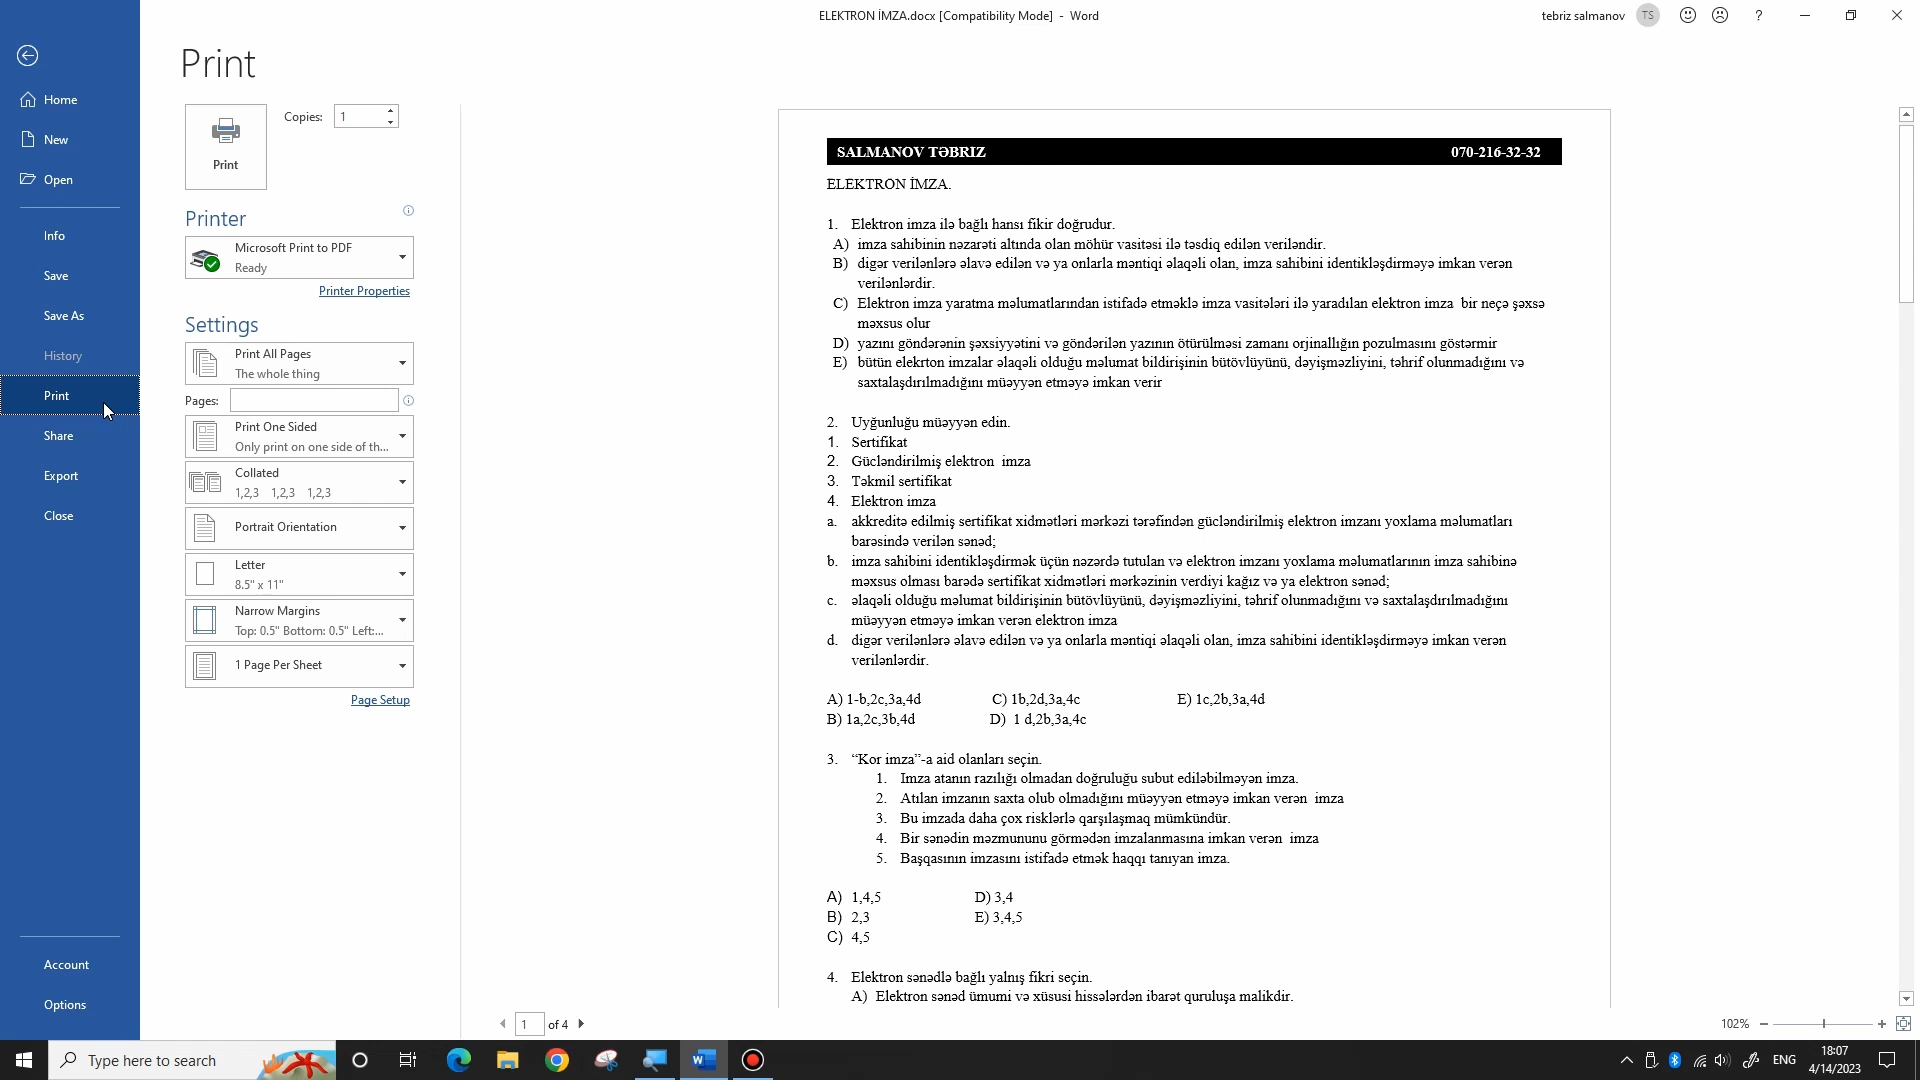 ELEKTRON İMZA.docx [Compatibility Mode] - Word
tebriz salmanov
TS
?
Print
Home
New
Open
Info
Save
Save As
History
Print
Share
Export
Close
Account
Options
Print
Copies: 1
Printer
Microsoft Print to PDF
Ready
Printer Properties
Settings
Print All Pages
The whole thing
Pages:
Print One Sided
Only print on one side of th...
Collated
1,2,3 1,2,3 1,2,3
Portrait Orientation
Letter
8.5" x 11"
Narrow Margins
Top: 0.5" Bottom: 0.5" Left:...
1 Page Per Sheet
Page Setup
SALMANOV TƏBRIZ 070-216-32-32
ELEKTRON İMZA.
1. Elektron imza ilə bağlı hansı fikir doğrudur.
A) imza sahibinin nəzarəti altında olan möhür vasitəsi ilə təsdiq edilən veriləndir.
B) digər verilənlərə əlavə edilən və ya onlarla məntiqi əlaqəli olan, imza sahibini identikləşdirməyə imkan verən
verilənlərdir.
C) Elektron imza yaratma məlumatlarından istifadə etməklə imza vasitələri ilə yaradılan elektron imza bir neçə şəxsə
məxsus olur
D) yazını göndərənin şəxsiyyətini və göndərilən yazının ötürülməsi zamanı orjinallığın pozulmasını göstərmir
E) bütün elekrton imzalar əlaqəli olduğu məlumat bildirişinin bütövlüyünü, dəyişməzliyini, təhrif olunmadığını və
saxtalaşdırılmadığını müəyyən etməyə imkan verir
2. Uyğunluğu müəyyən edin.
1. Sertifikat
2. Gücləndirilmiş elektron imza
3. Təkmil sertifikat
4. Elektron imza
a. akkreditə edilmiş sertifikat xidmətləri mərkəzi tərəfindən gücləndirilmiş elektron imzanı yoxlama məlumatları
barəsində verilən sənəd;
b. imza sahibini identikləşdirmək üçün nəzərdə tutulan və elektron imzanı yoxlama məlumatlarının imza sahibinə
məxsus olması barədə sertifikat xidmətləri mərkəzinin verdiyi kağız və ya elektron sənəd;
c. əlaqəli olduğu məlumat bildirişinin bütövlüyünü, dəyişməzliyini, təhrif olunmadığını və saxtalaşdırılmadığını
müəyyən etməyə imkan verən elektron imza
d. digər verilənlərə əlavə edilən və ya onlarla məntiqi əlaqəli olan, imza sahibini identikləşdirməyə imkan verən
verilənlərdir.
A) 1-b,2c,3a,4d C) 1b,2d,3a,4c E) 1c,2b,3a,4d
B) 1a,2c,3b,4d D) 1 d,2b,3a,4c
3. “Kor imza”-a aid olanları seçin.
1. Imza atanın razılığı olmadan doğruluğu subut ediləbilməyən imza.
2. Atılan imzanın saxta olub olmadığını müəyyən etməyə imkan verən imza
3. Bu imzada daha çox risklərlə qarşılaşmaq mümkündür.
4. Bir sənədin məzmununu görmədən imzalanmasına imkan verən imza
5. Başqasının imzasını istifadə etmək haqqı tanıyan imza.
A) 1,4,5 D) 3,4
B) 2,3 E) 3,4,5
C) 4,5
4. Elektron sənədlə bağlı yalnış fikri seçin.
A) Elektron sənəd ümumi və xüsusi hissələrdən ibarət quruluşa malikdir.
1 of 4
102%
Type here to search
ENG
18:07
4/14/2023